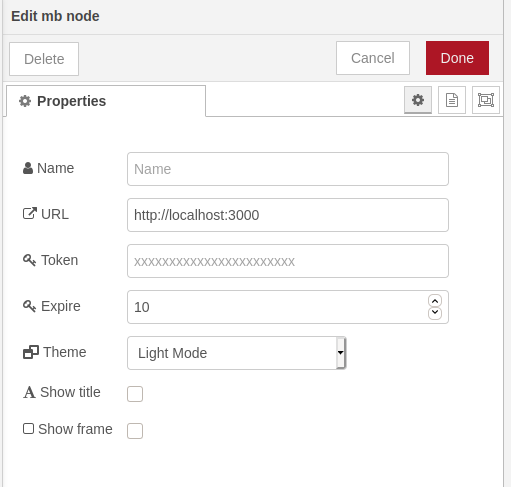 Edit mb node
Delete Cancel Done
Properties
Name Name
URL http://localhost:3000
Token xxxxxxxxxxxxxxxxxxxxxxxx
Expire 10
Theme Light Mode
Show title
Show frame